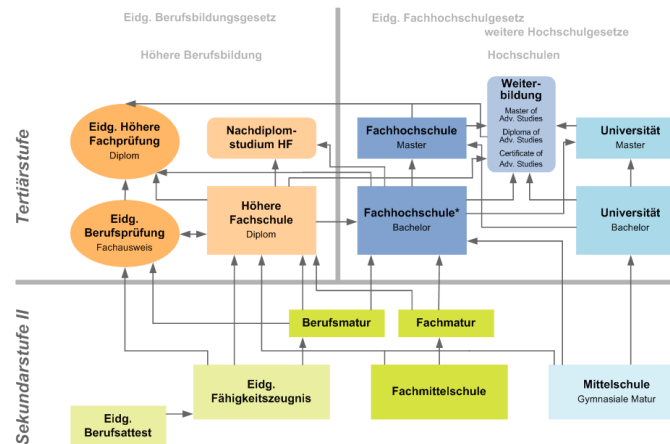 Eidg. Berufsbildungsgesetz
Eidg. Fachhochschulgesetz
weitere Hochschulgesetze
Höhere Berufsbildung
Hochschulen
Tertiärstufe
Weiter-
bildung
Master of
Adv. Studies
Diploma of
Adv. Studies
Certificate of
Adv. Studies
Eidg. Höhere
Fachprüfung
Diplom
Nachdiplom-
studium HF
Fachhochschule
Master
Universität
Master
Eidg.
Berufsprüfung
Fachausweis
Höhere
Fachschule
Diplom
Fachhochschule*
Bachelor
Universität
Bachelor
Sekundarstufe II
Berufsmatur
Fachmatur
Eidg.
Fähigkeitszeugnis
Fachmittelschule
Mittelschule
Gymnasiale Matur
Eidg.
Berufsattest